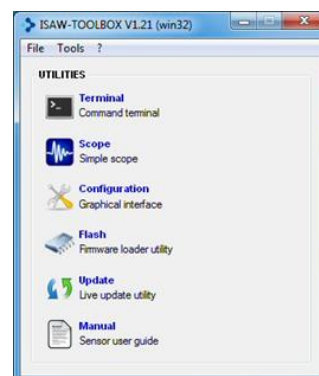 ISAW-TOOLBOX V1.21 (win32)
File Tools ?
UTILITIES
Terminal
Command terminal
Scope
Simple scope
Configuration
Graphical interface
Flash
Firmware loader utility
Update
Live update utility
Manual
Sensor user guide